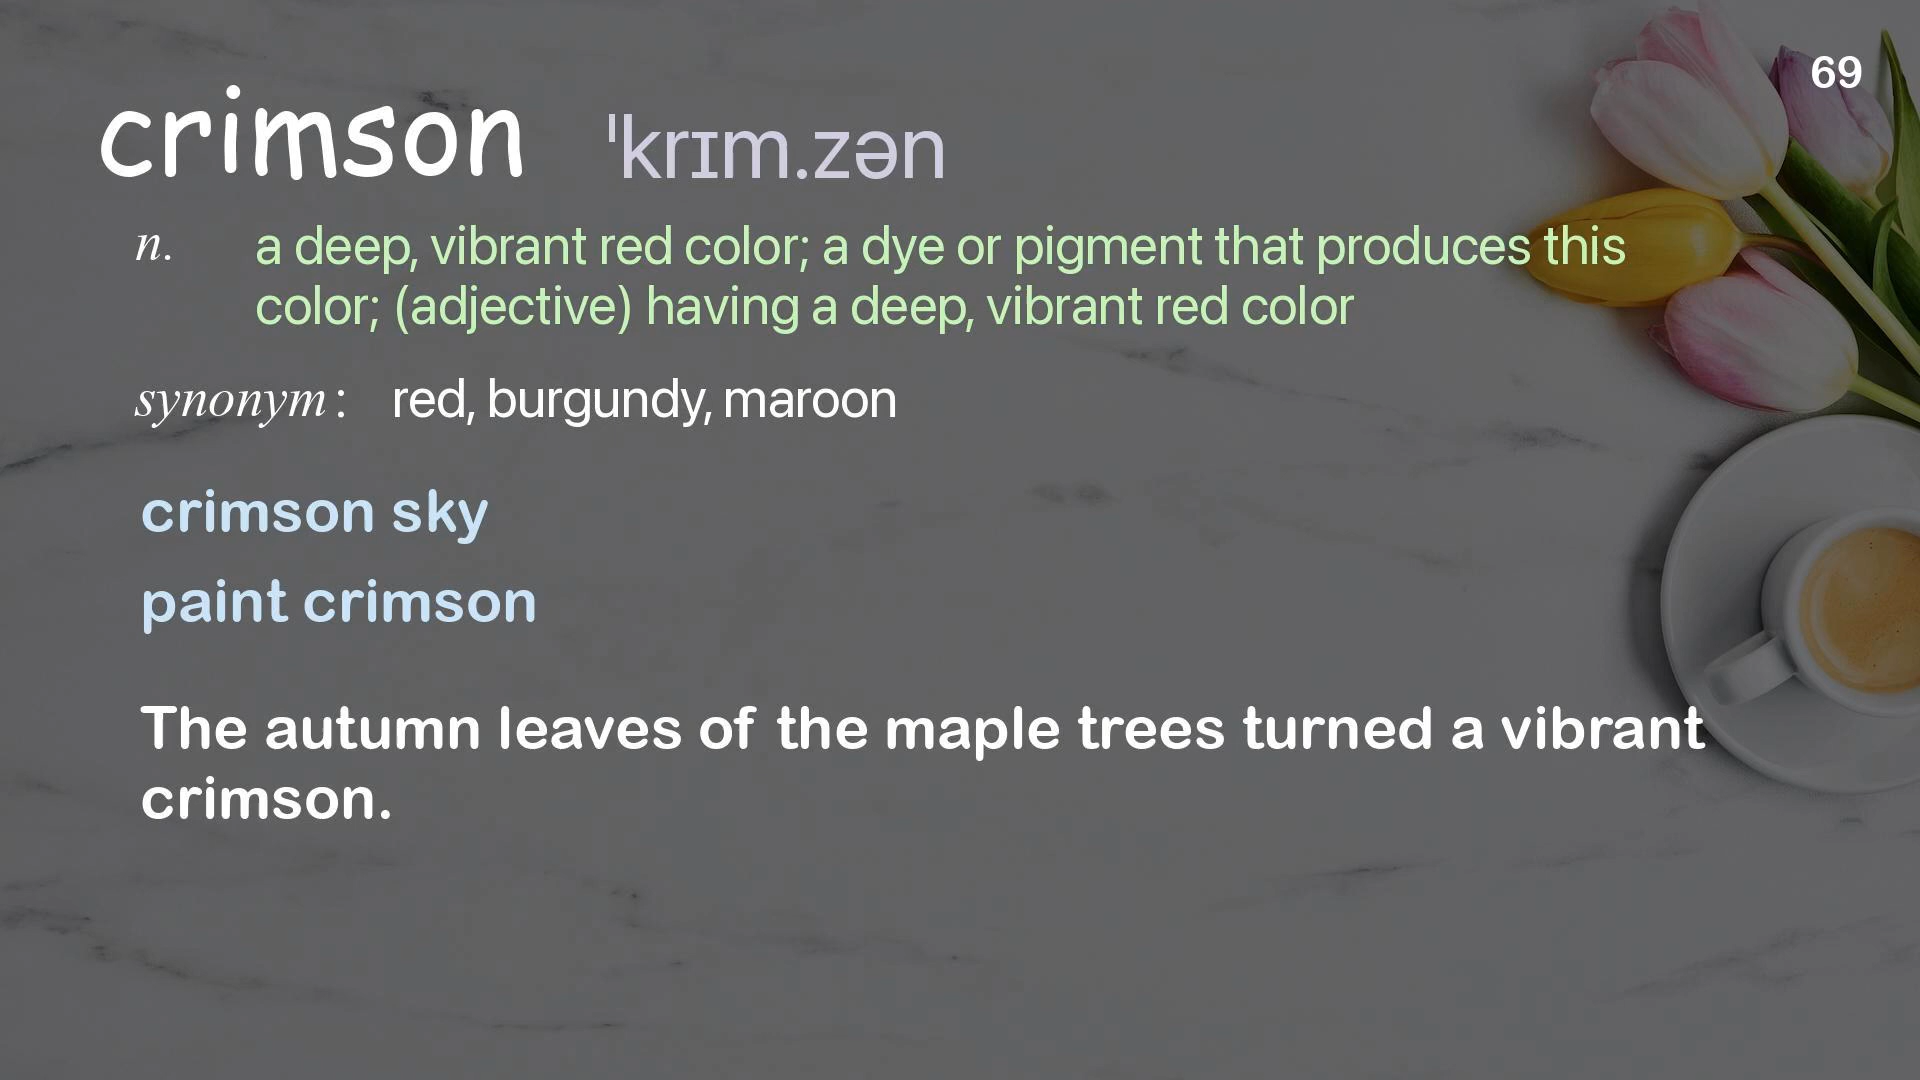 69
crimson ˈkrɪm.zən
n. a deep, vibrant red color; a dye or pigment that produces this
color; (adjective) having a deep, vibrant red color
synonym : red, burgundy, maroon
crimson sky
paint crimson
The autumn leaves of the maple trees turned a vibrant
crimson.